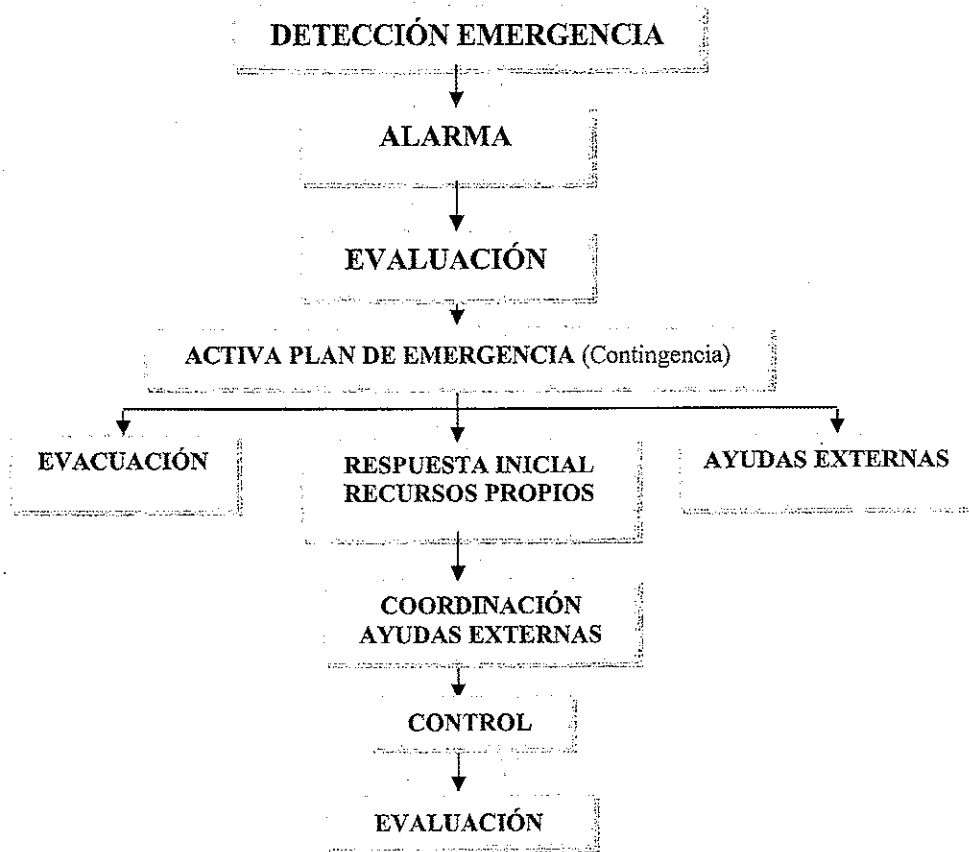 DETECCIÓN EMERGENCIA
ALARMA
EVALUACIÓN
ACTIVA PLAN DE EMERGENCIA (Contingencia)
EVACUACIÓN
RESPUESTA INICIAL
RECURSOS PROPIOS
AYUDAS EXTERNAS
COORDINACIÓN
AYUDAS EXTERNAS
CONTROL
EVALUACIÓN